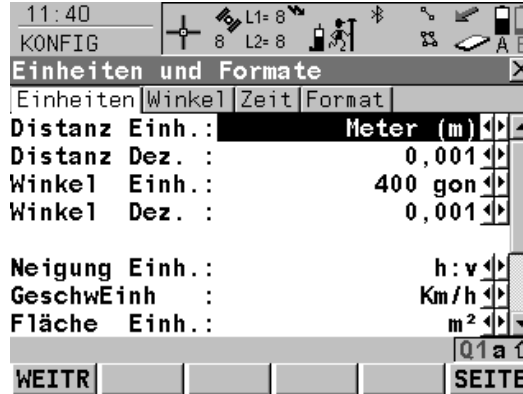 11:40
L1= 8
KONFIG
8 L2= 8
A
Einheiten und Formate
Einheiten Winkel Zeit Format
Distanz Einh.: Meter (m)
Distanz Dez. : 0,001
Winkel Einh.: 400 gon
Winkel Dez. : 0,001
Neigung Einh.: h:v
GeschwEinh : Km/h
Fläche Einh.: m²
Q1 a
WEITR SEITE